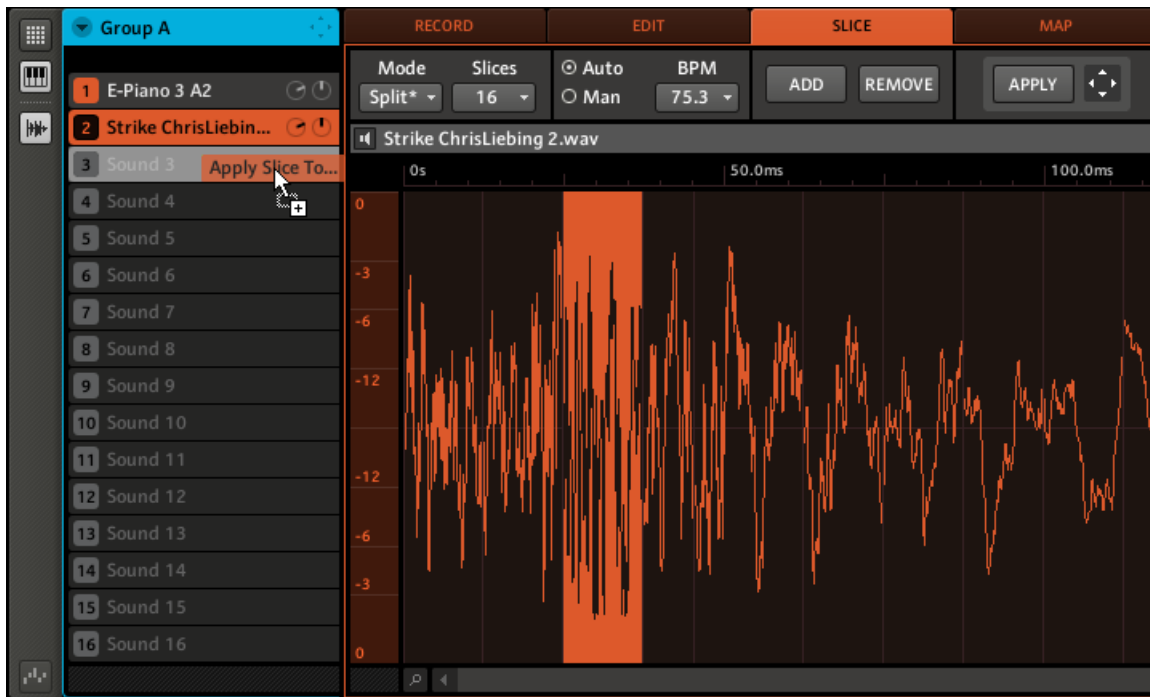 Group A
1 E-Piano 3 A2
2 Strike ChrisLiebin...
3 Sound 3 Apply Slice To...
4 Sound 4
5 Sound 5
6 Sound 6
7 Sound 7
8 Sound 8
9 Sound 9
10 Sound 10
11 Sound 11
12 Sound 12
13 Sound 13
14 Sound 14
15 Sound 15
16 Sound 16
RECORD EDIT SLICE MAP
Mode Slices Auto BPM
Split* 16 Man 75.3 ADD REMOVE APPLY
Strike ChrisLiebing 2.wav
0s 50.0ms 100.0ms
0
-3
-6
-12
-12
-6
-3
0